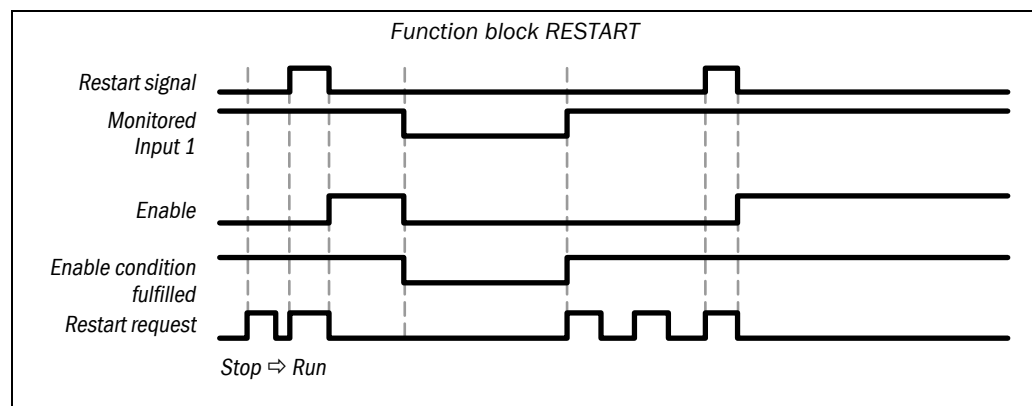 Function block RESTART
Restart signal
Monitored
Input 1
Enable
Enable condition
fulfilled
Restart request
Stop ⇨ Run